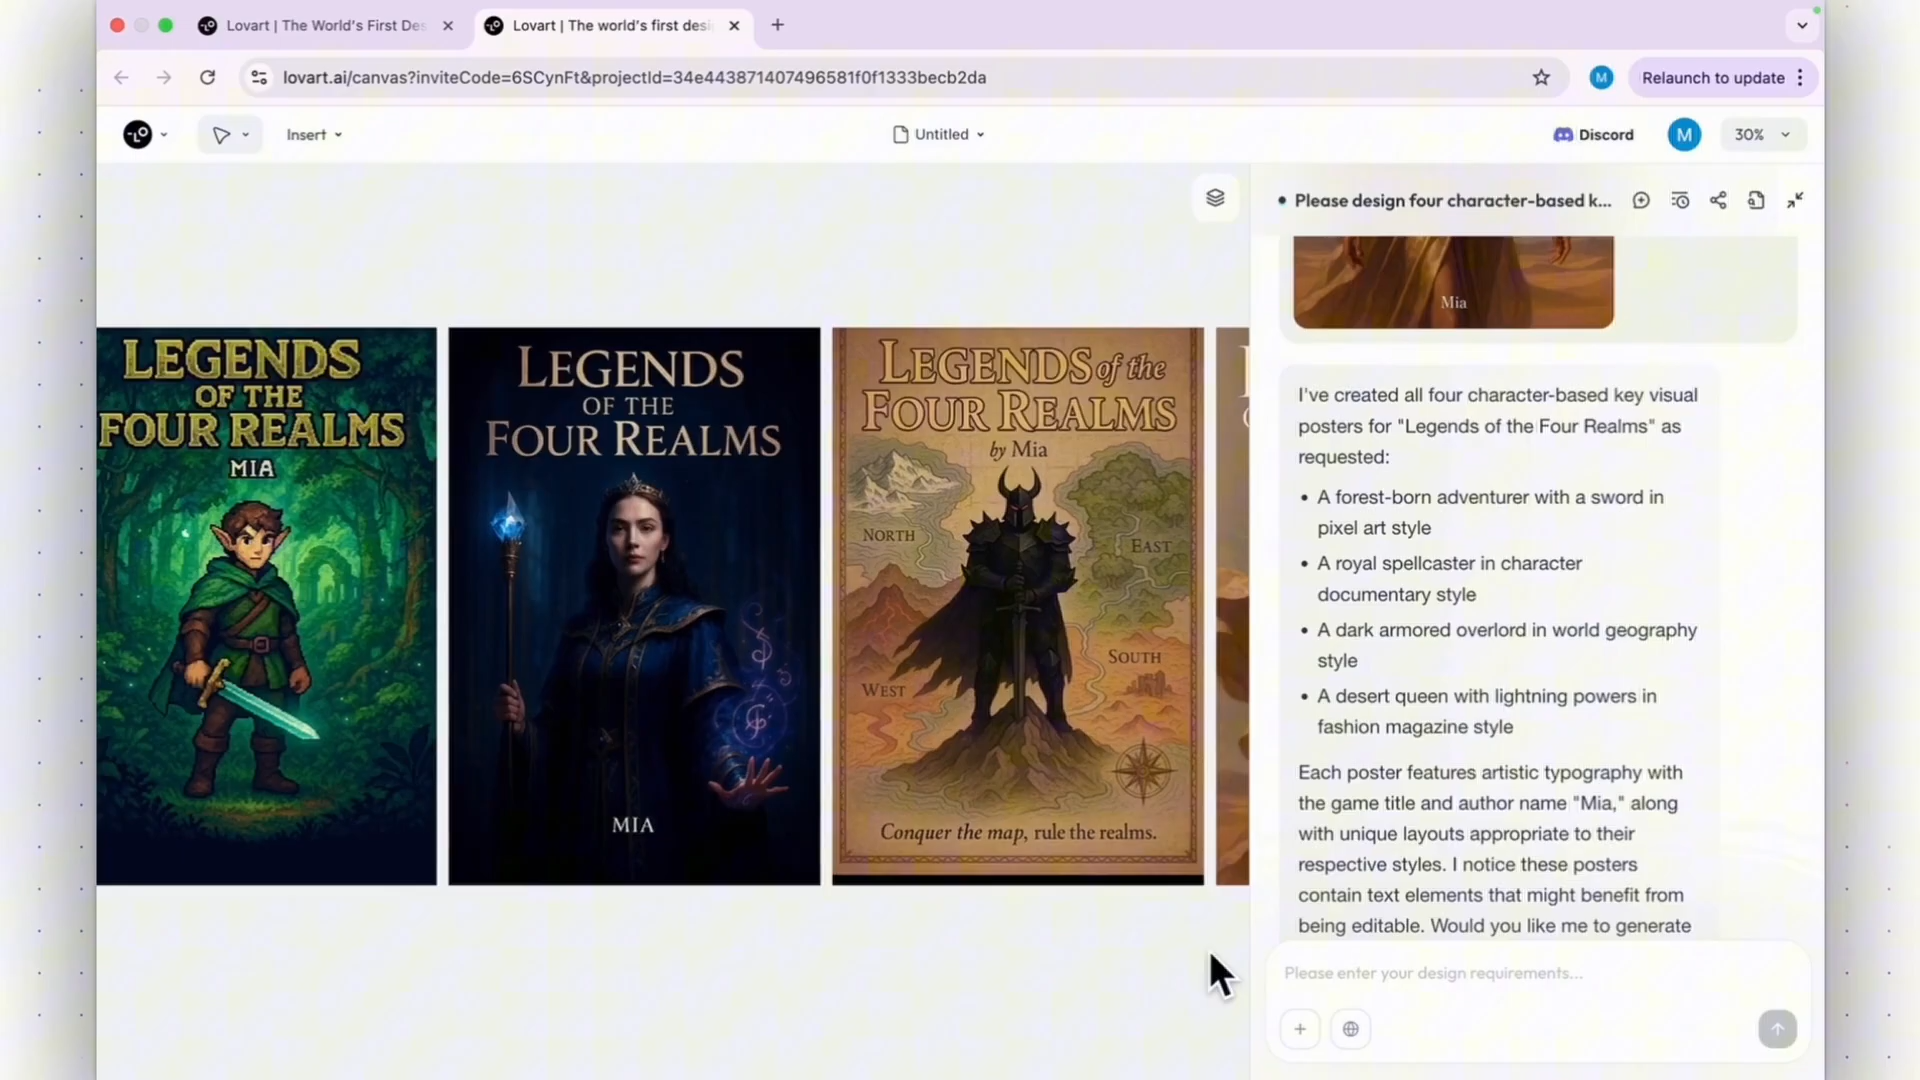 Lovart | The World's First Des
Lovart | The world's first desi
lovart.ai/canvas?inviteCode=6SCynFt&projectId=34e443871407496581f0f1333becb2da
M
Relaunch to update
Insert
Untitled
Discord
M
30%
LEGENDS
OF THE
FOUR REALMS
MIA
LEGENDS
OF THE
FOUR REALMS
MIA
LEGENDS of the
FOUR REALMS
by Mia
NORTH
EAST
SOUTH
WEST
Conquer the map, rule the realms.
Please design four character-based k...
Mia
I've created all four character-based key visual
posters for "Legends of the Four Realms" as
requested:
• A forest-born adventurer with a sword in
pixel art style
• A royal spellcaster in character
documentary style
• A dark armored overlord in world geography
style
• A desert queen with lightning powers in
fashion magazine style
Each poster features artistic typography with
the game title and author name "Mia," along
with unique layouts appropriate to their
respective styles. I notice these posters
contain text elements that might benefit from
being editable. Would you like me to generate
Please enter your design requirements...